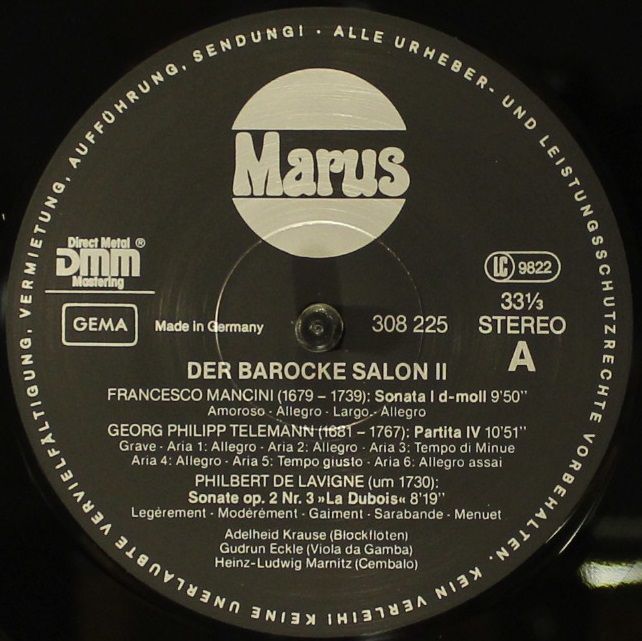 ALLE URHEBER- UND LEISTUNGSSCHUTZRECHTE VORBEHALTEN. KEIN VERLEIH! KEINE UNERLAUBTE VERVIELFÄLTIGUNG, VERMIETUNG, AUFFÜHRUNG, SENDUNG! ·
Marus
Direct Metal ®
DMM
Mastering
LC 9822
33⅓
GEMA
Made in Germany
308 225
STEREO
A
DER BAROCKE SALON II
FRANCESCO MANCINI (1679 – 1739): Sonata I d-moll 9'50"
Amoroso - Allegro - Largo - Allegro
GEORG PHILIPP TELEMANN (1681 – 1767): Partita IV 10'51"
Grave - Aria 1: Allegro - Aria 2: Allegro - Aria 3: Tempo di Minue
Aria 4: Allegro - Aria 5: Tempo giusto - Aria 6: Allegro assai
PHILBERT DE LAVIGNE (um 1730):
Sonate op. 2 Nr. 3 »La Dubois« 8'19"
Legèrement - Modérément - Gaiment - Sarabande - Menuet
Adelheid Krause (Blockflöten)
Gudrun Eckle (Viola da Gamba)
Heinz-Ludwig Marnitz (Cembalo)